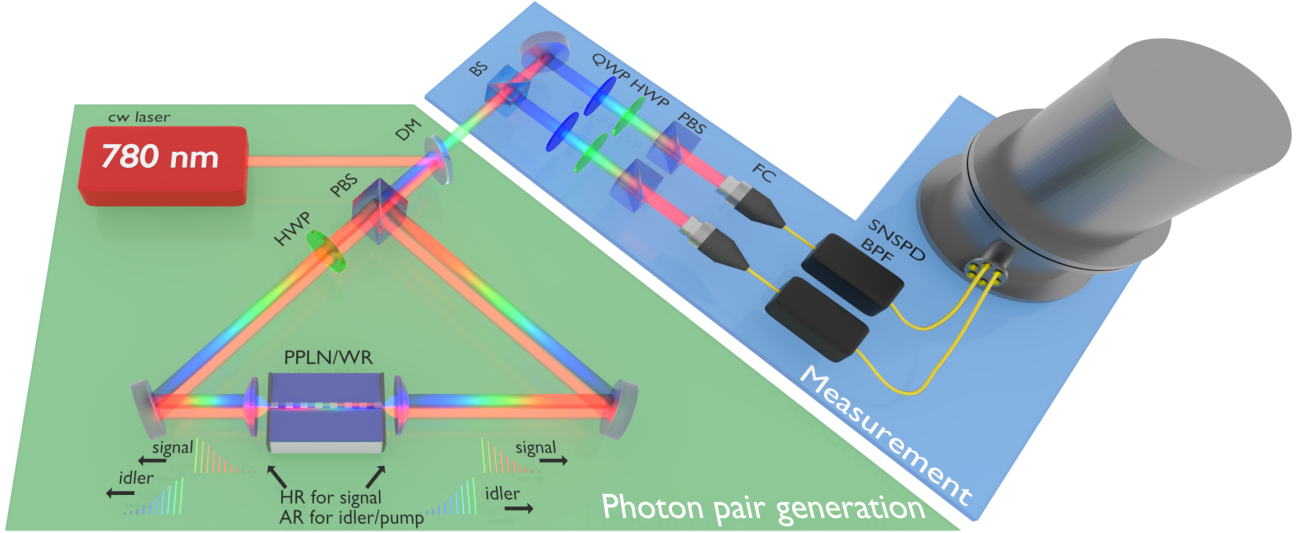 cw laser
780 nm
DM
PBS
HWP
BS
QWP HWP
PBS
FC
SNSPD
BPF
PPLN/WR
signal
idler
HR for signal
AR for idler/pump
signal
idler
Photon pair generation
Measurement